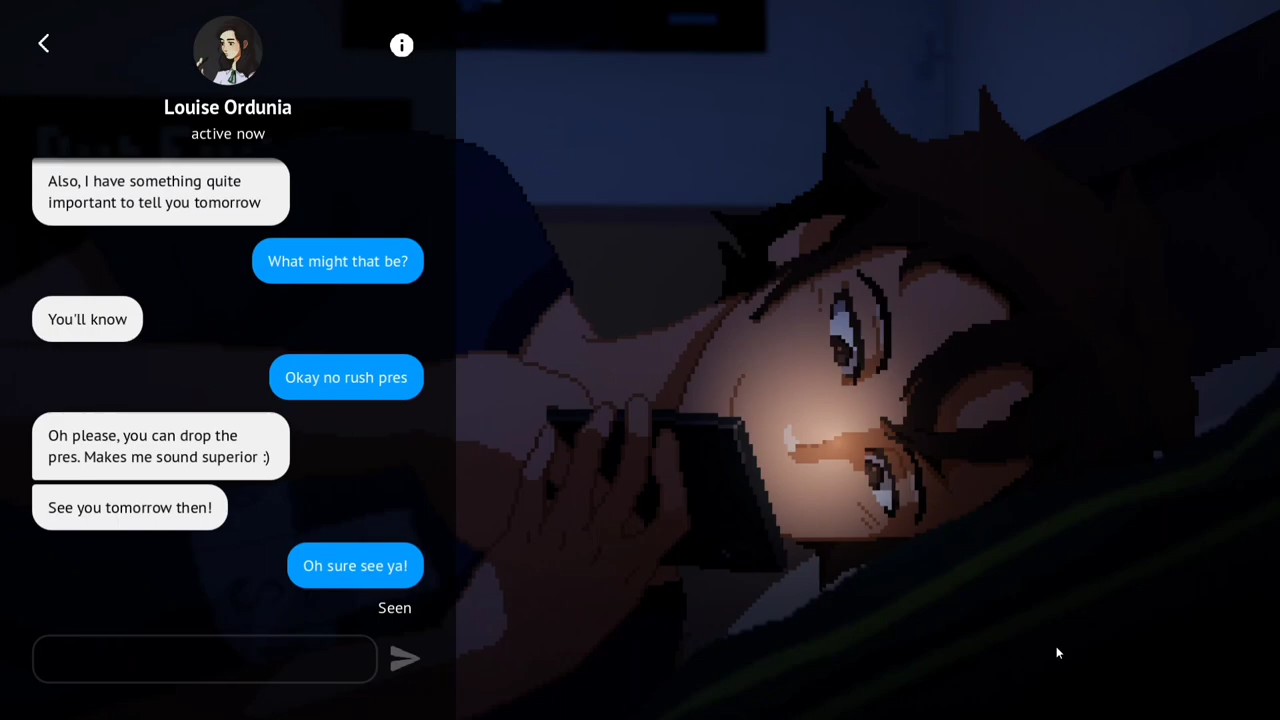 Louise Ordunia
active now
Also, I have something quite
important to tell you tomorrow
What might that be?
You'll know
Okay no rush pres
Oh please, you can drop the
pres. Makes me sound superior :)
See you tomorrow then!
Oh sure see ya!
Seen